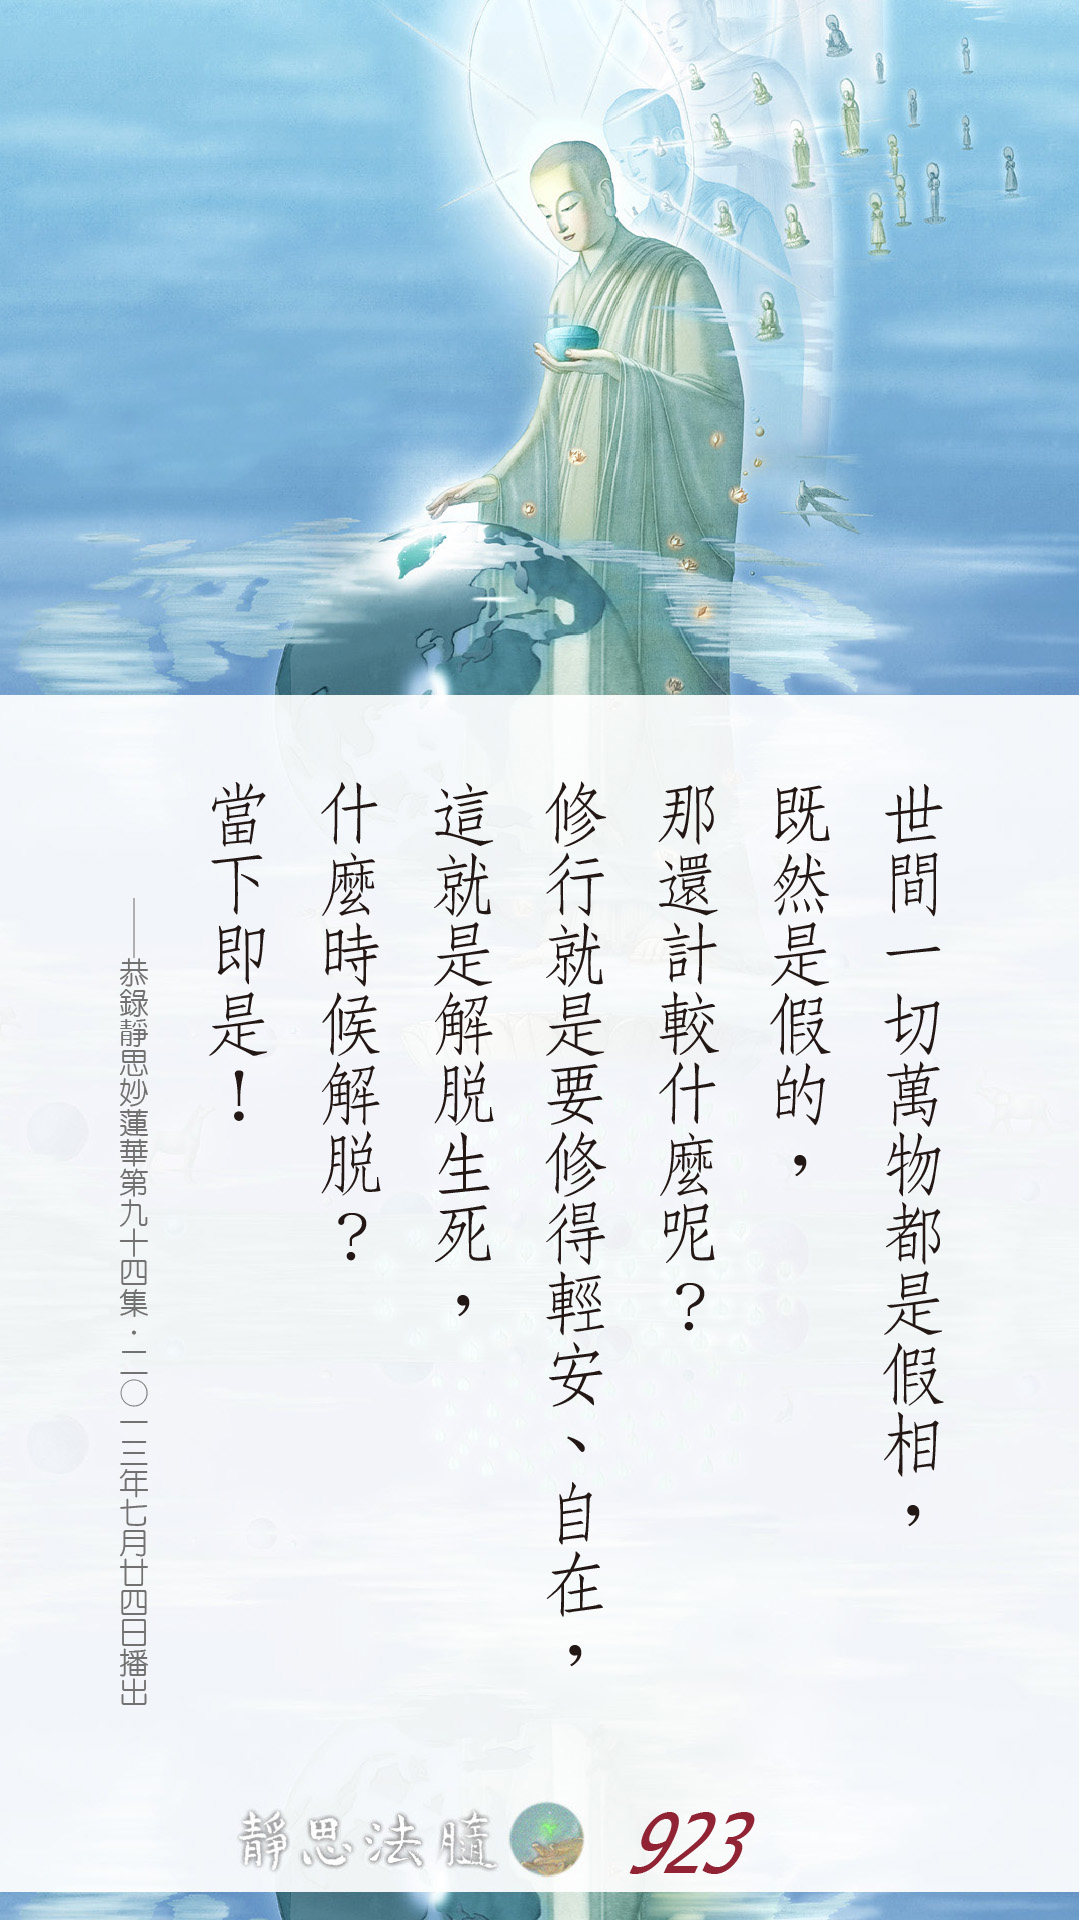 世間一切萬物都是假相，
既然是假的，
那還計較什麼呢？
修行就是要修得輕安、自在，
這就是解脫生死，
什麼時候解脫？
當下即是！
──恭錄靜思妙蓮華第九十四集．二〇一三年七月廿四日播出
靜思法髓 923